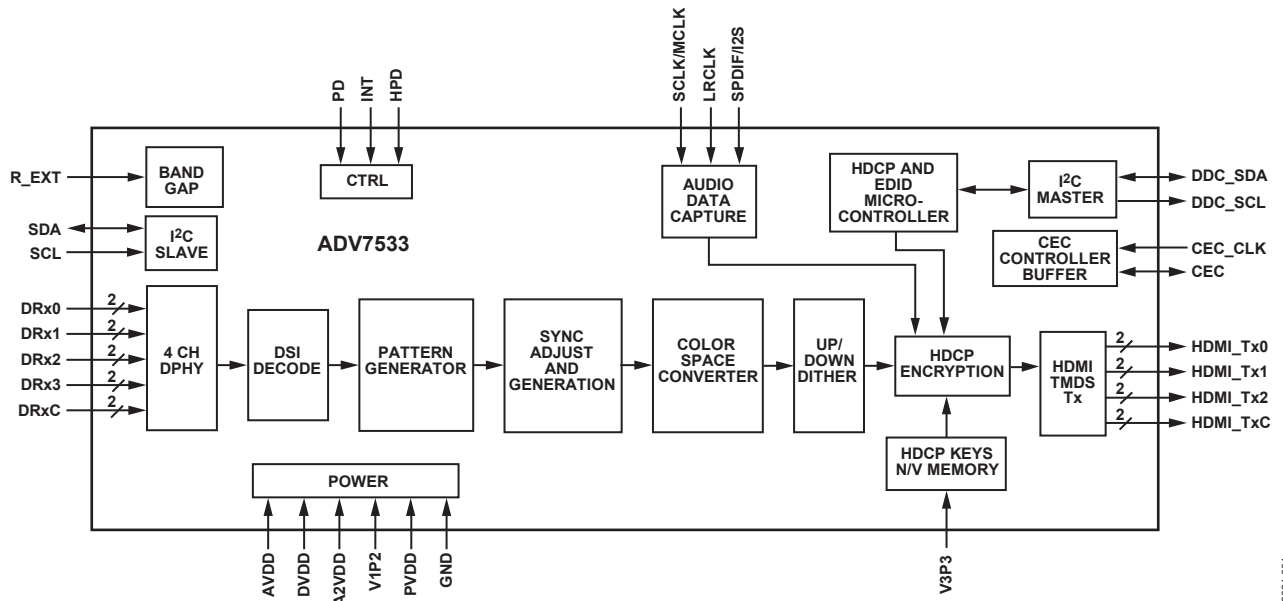 PD
INT
HPD
SCLK/MCLK
LRCLK
SPDIF/I2S
R_EXT
BAND
GAP
CTRL
AUDIO
DATA
CAPTURE
HDCP AND
EDID
MICRO-
CONTROLLER
I2C
MASTER
DDC_SDA
DDC_SCL
SDA
SCL
I2C
SLAVE
ADV7533
CEC
CONTROLLER
BUFFER
CEC_CLK
CEC
DRx0
2
DRx1
2
DRx2
2
DRx3
2
DRxC
2
4 CH
DPHY
DSI
DECODE
PATTERN
GENERATOR
SYNC
ADJUST
AND
GENERATION
COLOR
SPACE
CONVERTER
UP/
DOWN
DITHER
HDCP
ENCRYPTION
HDMI
TMDS
Tx
2
HDMI_Tx0
2
HDMI_Tx1
2
HDMI_Tx2
2
HDMI_TxC
HDCP KEYS
N/V MEMORY
POWER
AVDD
DVDD
A2VDD
V1P2
PVDD
GND
V3P3